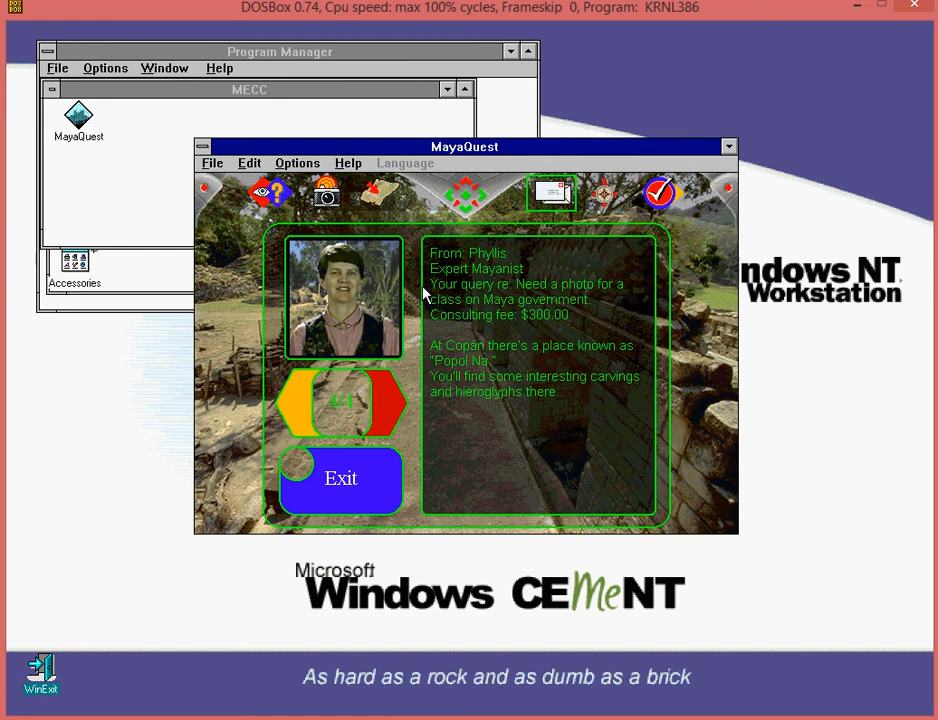 DOSBox 0.74, Cpu speed: max 100% cycles, Frameskip 0, Program: KRNL386
Program Manager
File Options Window Help
MECC
MayaQuest
MayaQuest
File Edit Options Help Language
From: Phyllis
Expert Mayanist
Your query re: Need a photo for a
class on Maya government.
Consulting fee: $300.00
At Copán there's a place known as
"Popol Na."
You'll find some interesting carvings
and hieroglyphs there.
4/4
Exit
Accessories
ndows NT
Workstation
Microsoft
Windows CEMeNT
As hard as a rock and as dumb as a brick
WinExit
DOS
BOX